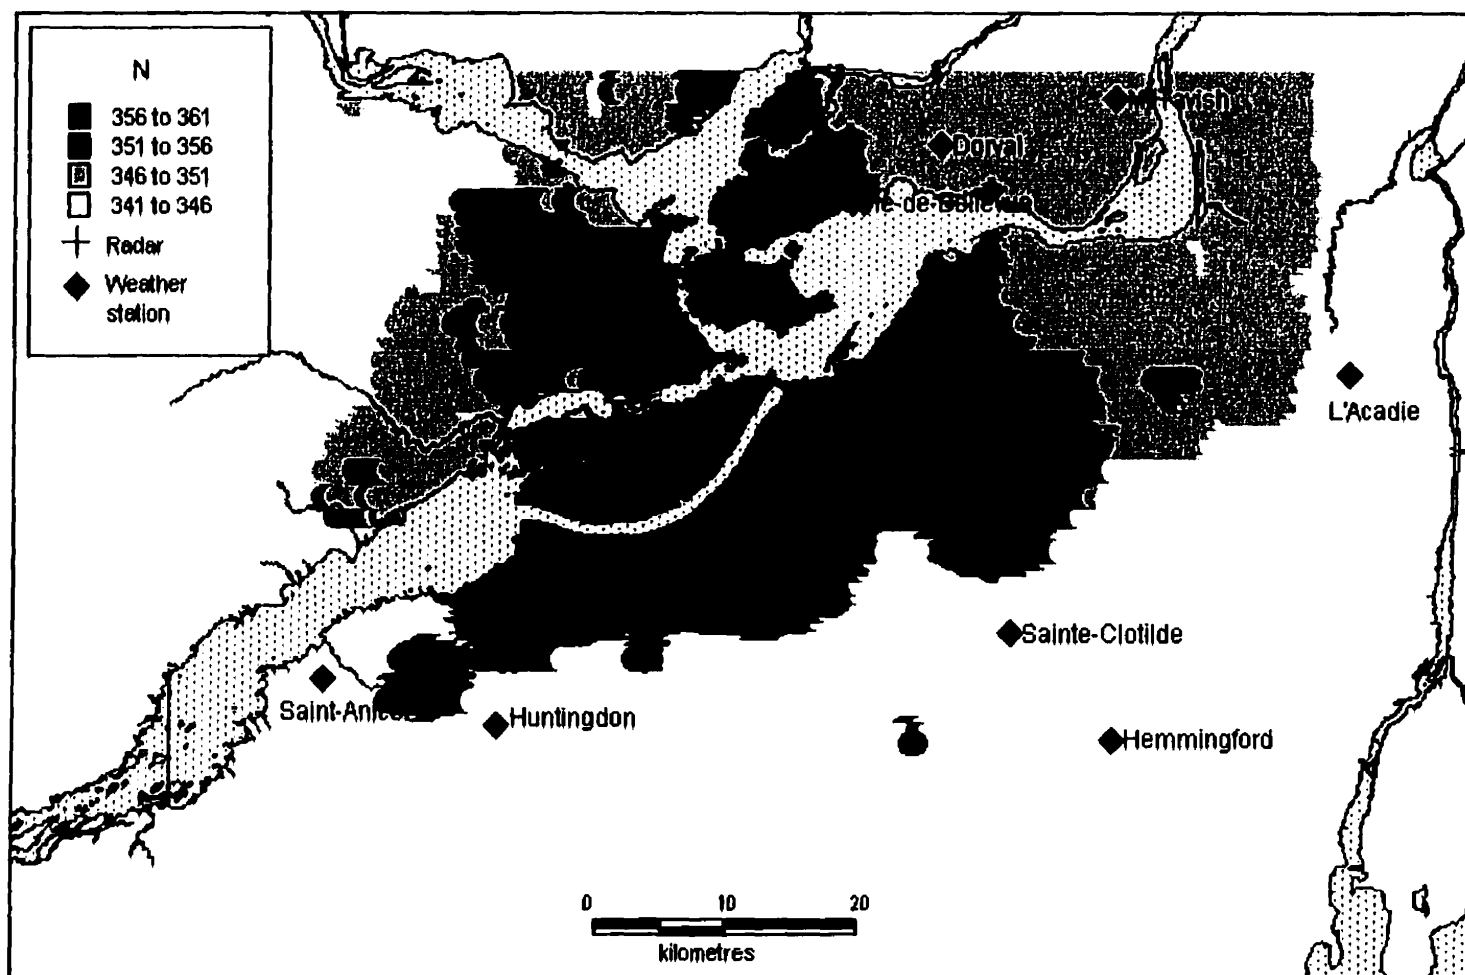 N
356 to 361
351 to 356
346 to 351
341 to 346
Radar
Weather
station
Dorval
L'Acadie
Sainte-Clotilde
Huntingdon
Hemmingford
0 10 20
kilometres